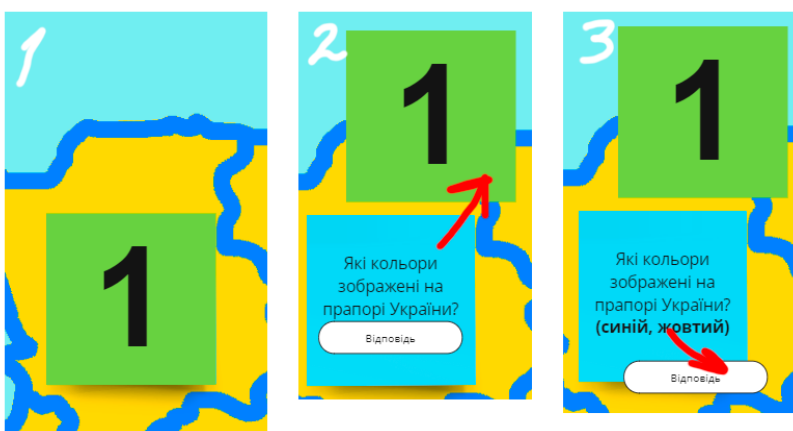 1
1
2
1
Які кольори
зображені на
прапорі України?
Відповідь
3
1
Які кольори
зображені на
прапорі України?
(синій, жовтий)
Відповідь